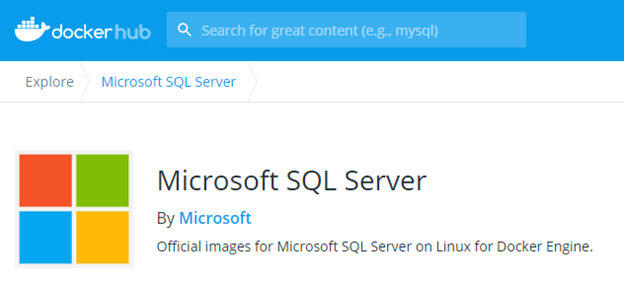 dockerhub
Search for great content (e.g., mysql)
Explore
Microsoft SQL Server
Microsoft SQL Server
By Microsoft
Official images for Microsoft SQL Server on Linux for Docker Engine.